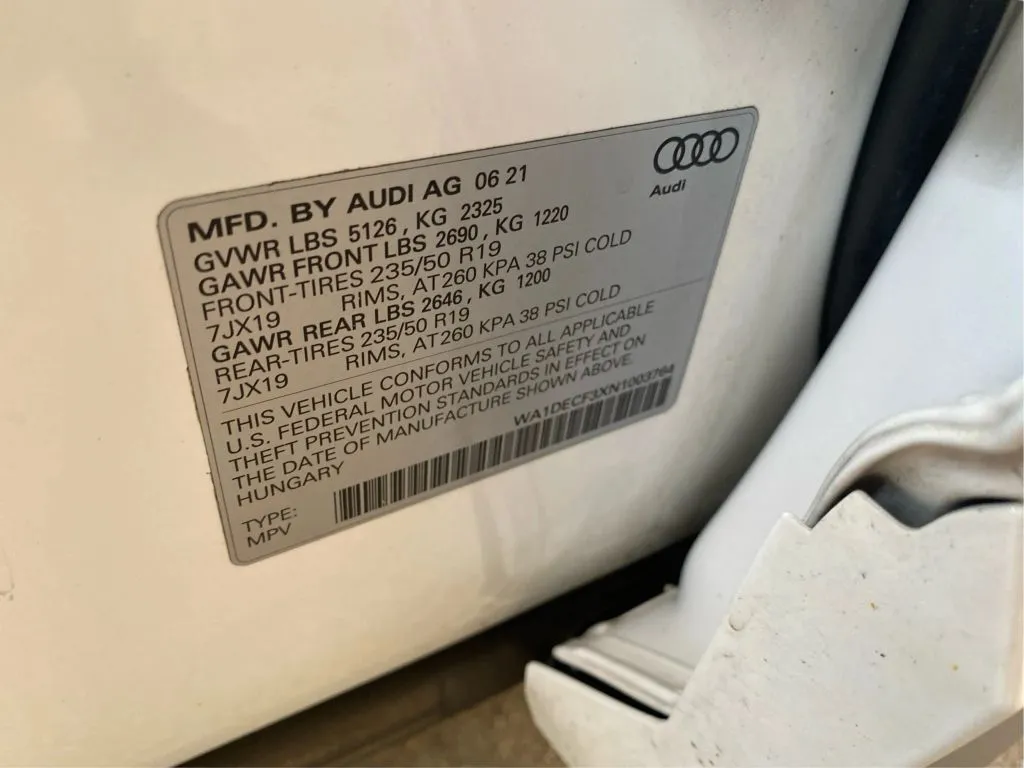 MFD. BY AUDI AG 06 21
Audi
GVWR LBS 5126, KG 2325
GAWR FRONT LBS 2690, KG 1220
FRONT-TIRES 235/50 R19
7JX19 RIMS, AT260 KPA 38 PSI COLD
GAWR REAR LBS 2646, KG 1200
REAR-TIRES 235/50 R19
7JX19 RIMS, AT260 KPA 38 PSI COLD
THIS VEHICLE CONFORMS TO ALL APPLICABLE
U.S. FEDERAL MOTOR VEHICLE SAFETY AND
THEFT PREVENTION STANDARDS IN EFFECT ON
THE DATE OF MANUFACTURE SHOWN ABOVE.
HUNGARY WA1DECF3XN1003764
TYPE:
MPV